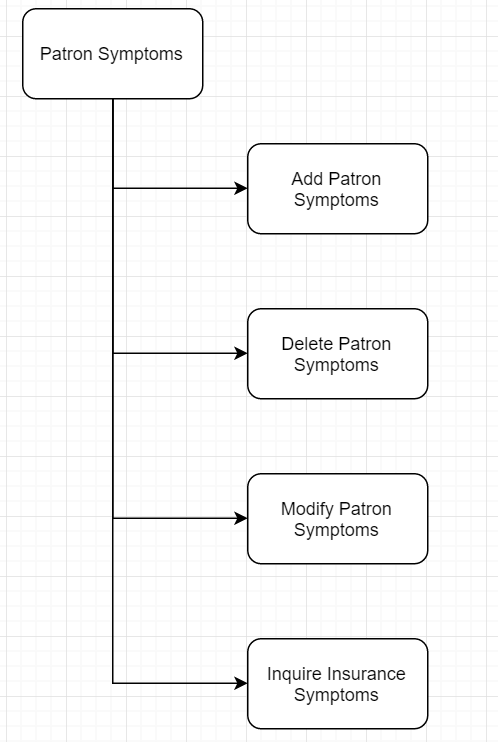 Patron Symptoms
Add Patron
Symptoms
Delete Patron
Symptoms
Modify Patron
Symptoms
Inquire Insurance
Symptoms